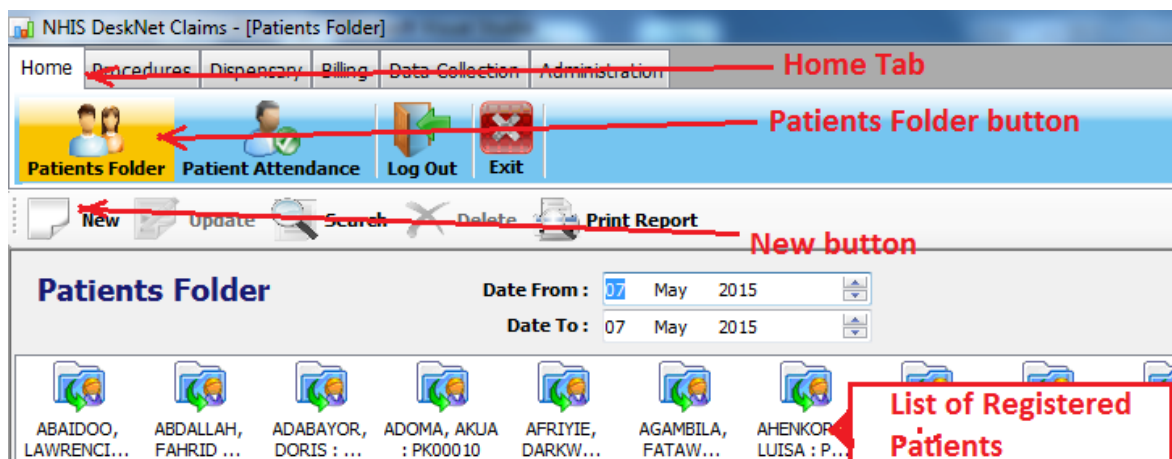 NHIS DeskNet Claims - [Patients Folder]
Home Procedures Dispensary Billing Data Collection Administration Home Tab
Patients Folder button
Patients Folder Patient Attendance Log Out Exit
New Update Search Delete Print Report
New button
Patients Folder Date From : 07 May 2015
Date To : 07 May 2015
ABAIDOO, ABDALLAH, ADABAYOR, ADOMA, AKUA AFRIYIE, AGAMBILA, List of Registered
LAWRENCI... FAHRID ... DORIS : ... : PK00010 DARKW... FATAW... LUISA : P... Patients